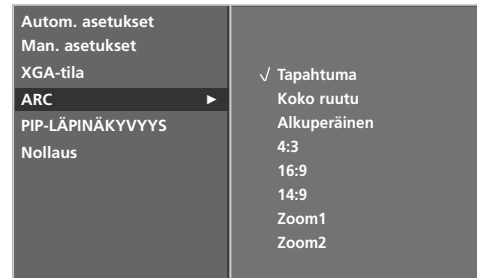 Autom. asetukset
Man. asetukset
XGA-tila
ARC ►
PIP-LÄPINÄKYVYYS
Nollaus
√ Tapahtuma
Koko ruutu
Alkuperäinen
4:3
16:9
14:9
Zoom1
Zoom2